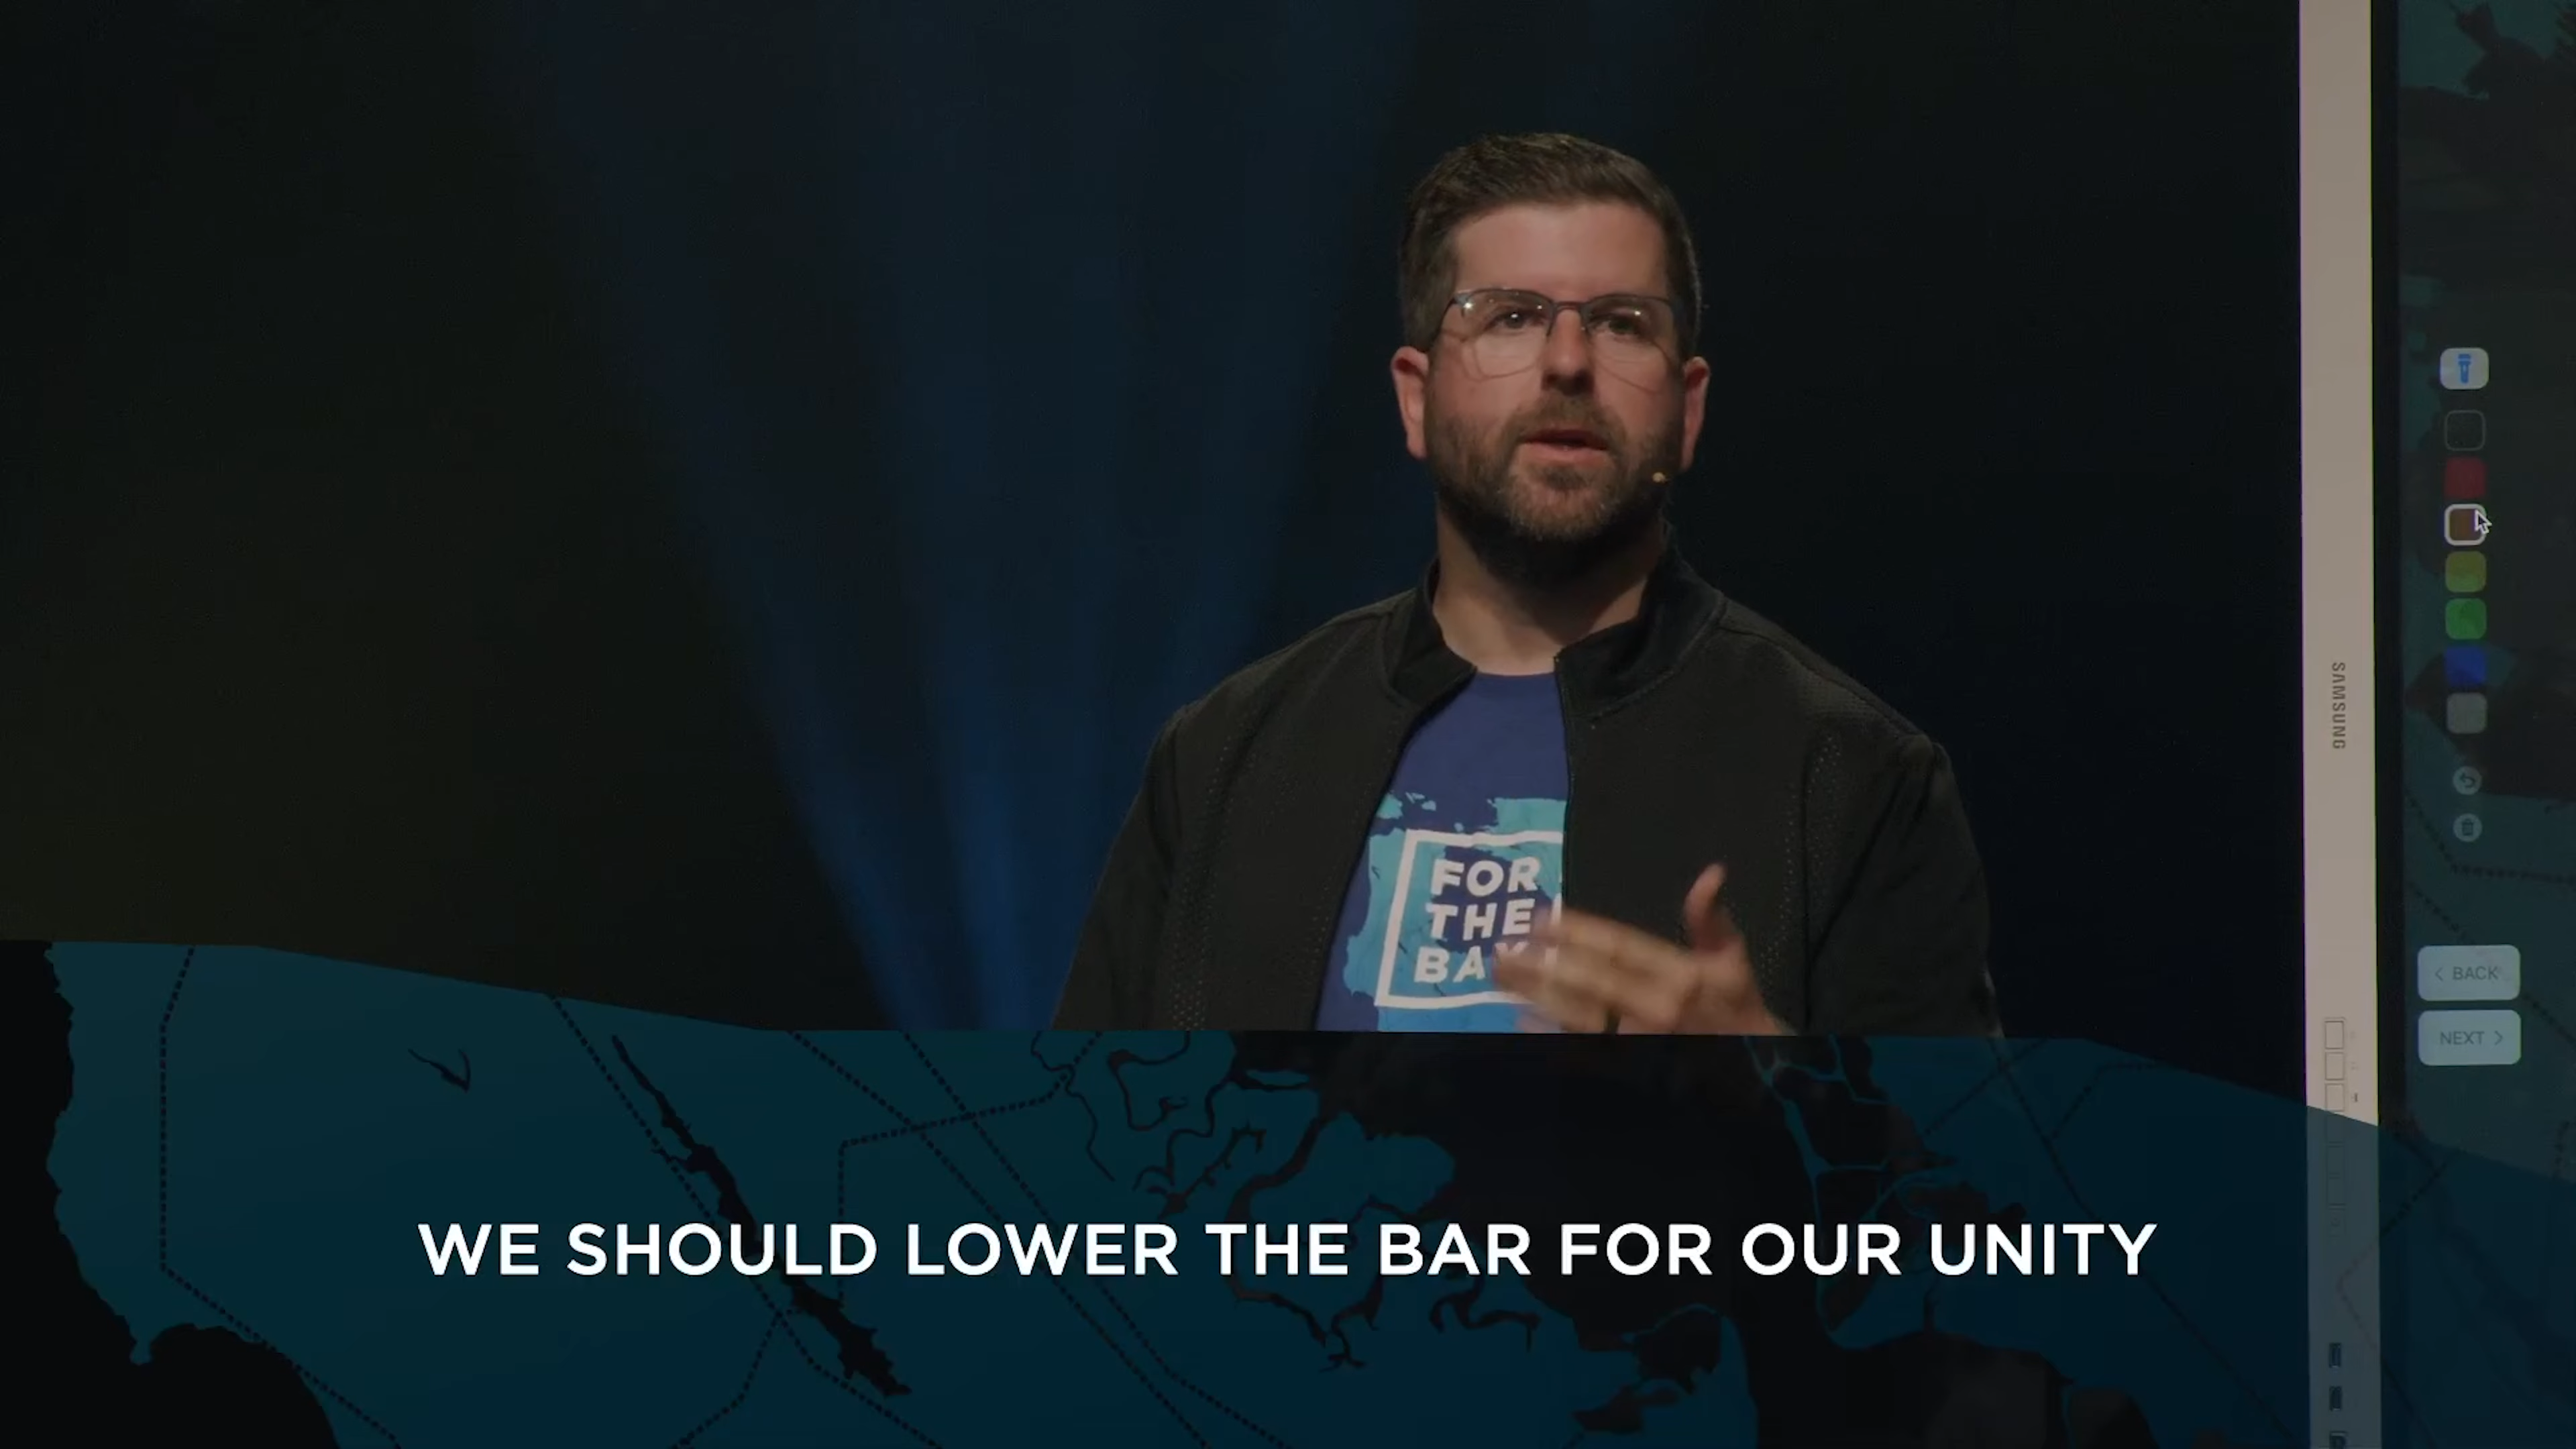 FOR
THE
BAY
SAMSUNG
< BACK
NEXT >
WE SHOULD LOWER THE BAR FOR OUR UNITY